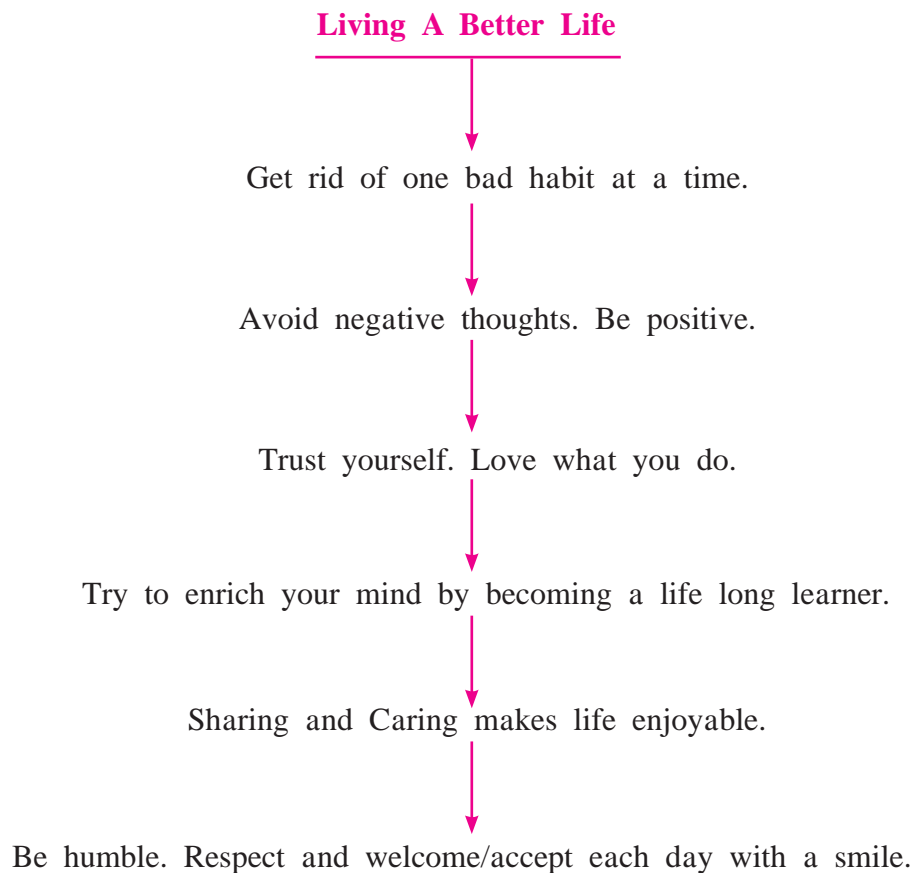 Living A Better Life
Get rid of one bad habit at a time.
Avoid negative thoughts. Be positive.
Trust yourself. Love what you do.
Try to enrich your mind by becoming a life long learner.
Sharing and Caring makes life enjoyable.
Be humble. Respect and welcome/accept each day with a smile.